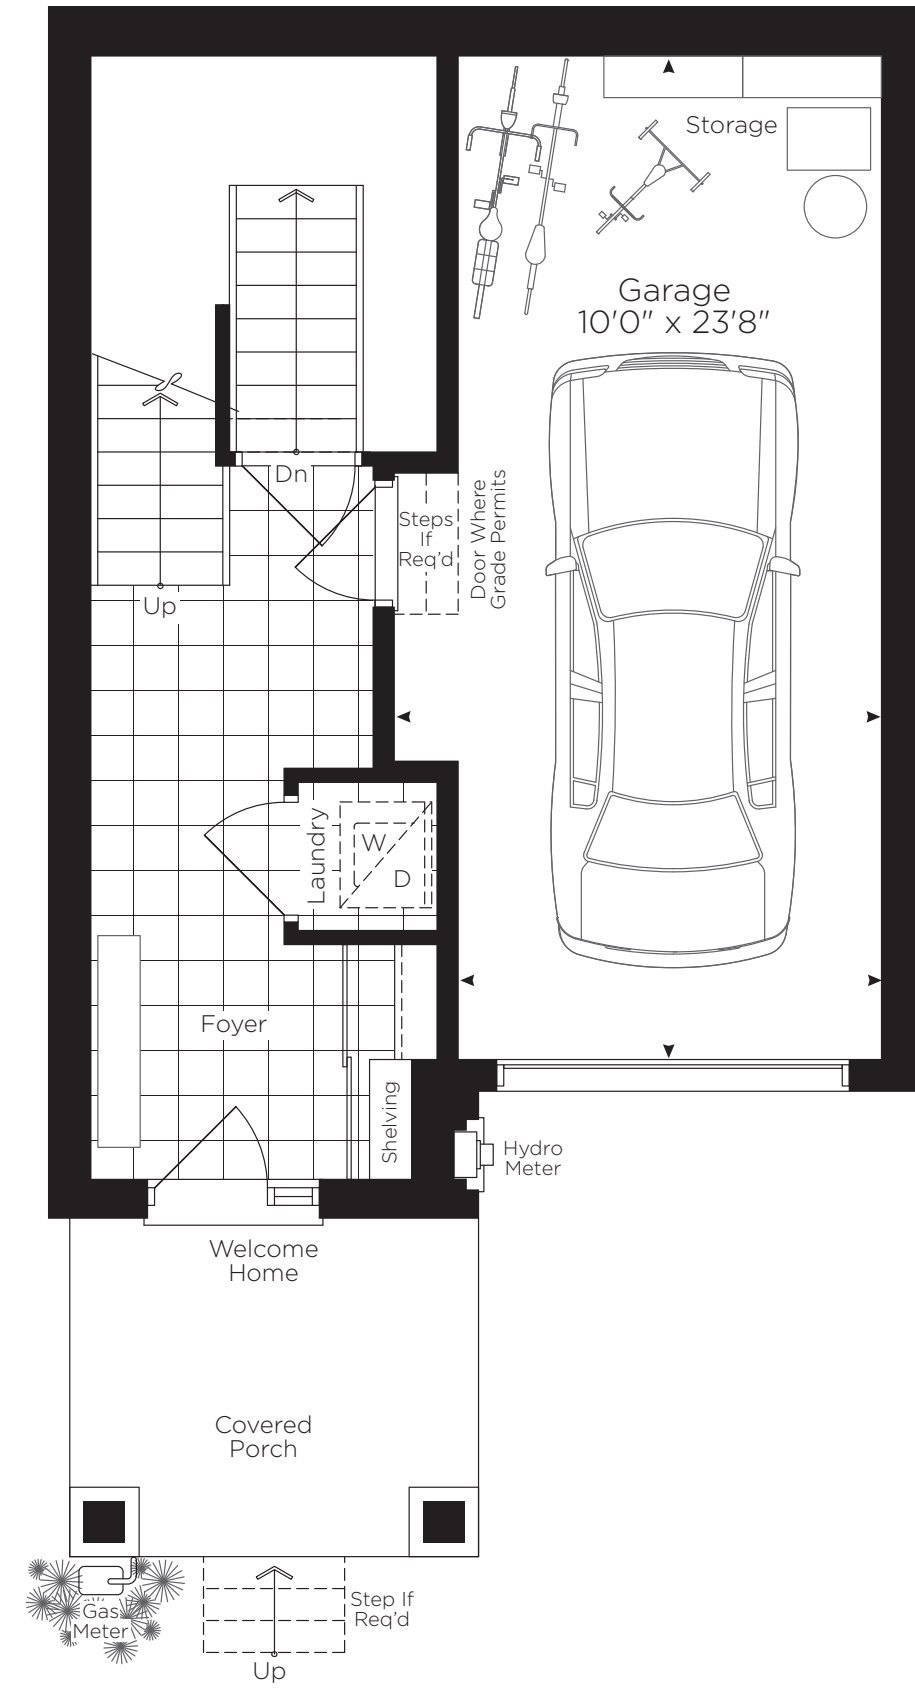 Storage
Garage
10'0" x 23'8"
Dn
Steps
If
Req'd
Door Where
Grade Permits
Up
Laundry
W
D
Foyer
Shelving
Hydro
Meter
Welcome
Home
Covered
Porch
Gas
Meter
Step If
Req'd
Up